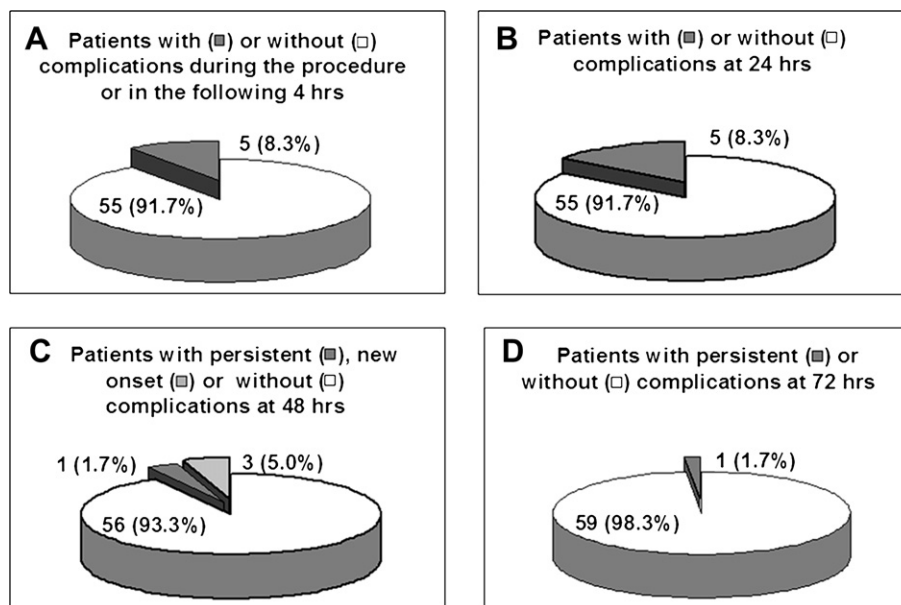 A Patients with (■) or without (□)
complications during the procedure
or in the following 4 hrs
5 (8.3%)
55 (91.7%)
B Patients with (■) or without (□)
complications at 24 hrs
5 (8.3%)
55 (91.7%)
C Patients with persistent (■), new
onset (■) or without (□)
complications at 48 hrs
1 (1.7%)
3 (5.0%)
56 (93.3%)
D Patients with persistent (■) or
without (□) complications at 72 hrs
1 (1.7%)
59 (98.3%)